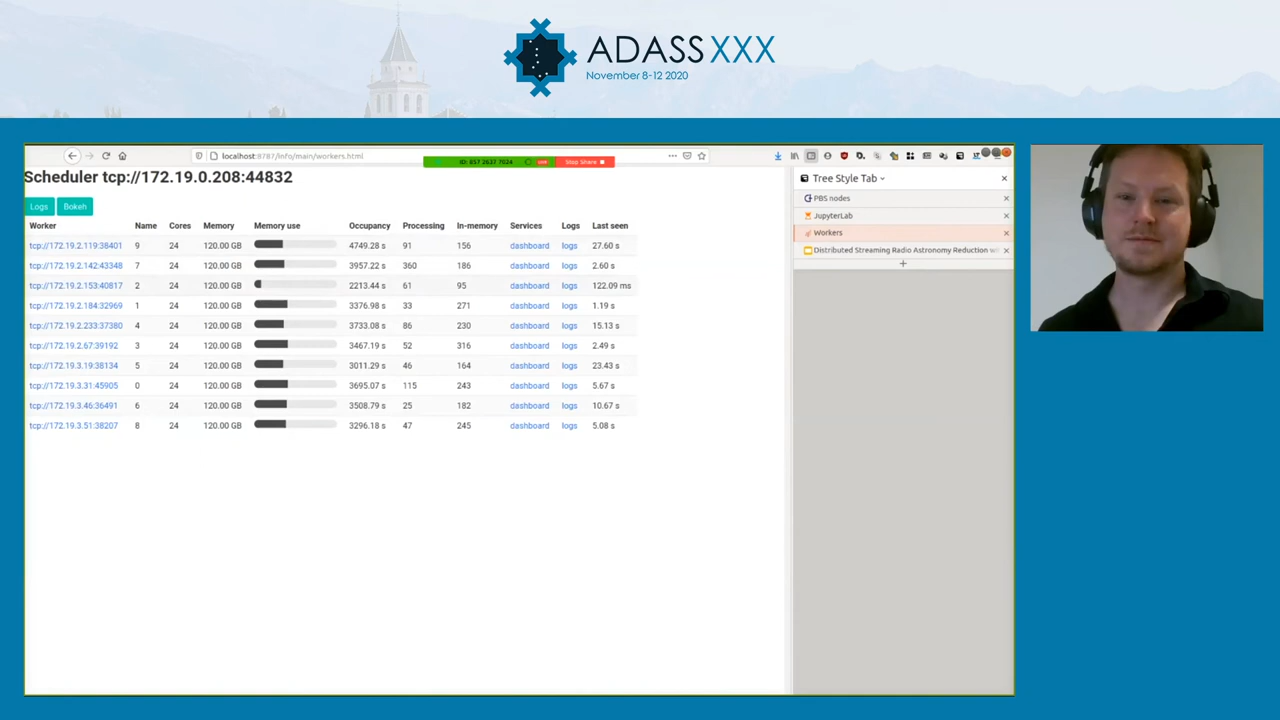 ADASS XXX
November 8-12 2020
localhost:8787/info/main/workers.html
ID: 857 2637 7024
Stop Share
Scheduler tcp://172.19.0.208:44832
Logs Bokeh
Worker Name Cores Memory Memory use Occupancy Processing In-memory Services Logs Last seen
tcp://172.19.2.119:38401 9 24 120.00 GB 4749.28 s 91 156 dashboard logs 27.60 s
tcp://172.19.2.142:43348 7 24 120.00 GB 3957.22 s 360 186 dashboard logs 2.60 s
tcp://172.19.2.153:40817 2 24 120.00 GB 2213.44 s 61 95 dashboard logs 122.09 ms
tcp://172.19.2.184:32969 1 24 120.00 GB 3376.98 s 33 271 dashboard logs 1.19 s
tcp://172.19.2.233:37380 4 24 120.00 GB 3733.08 s 86 230 dashboard logs 15.13 s
tcp://172.19.2.67:39192 3 24 120.00 GB 3467.19 s 52 316 dashboard logs 2.49 s
tcp://172.19.3.19:38134 5 24 120.00 GB 3011.29 s 46 164 dashboard logs 23.43 s
tcp://172.19.3.31:45905 0 24 120.00 GB 3695.07 s 115 243 dashboard logs 5.67 s
tcp://172.19.3.46:36491 6 24 120.00 GB 3508.79 s 25 182 dashboard logs 10.67 s
tcp://172.19.3.51:38207 8 24 120.00 GB 3296.18 s 47 245 dashboard logs 5.08 s
Tree Style Tab
PBS nodes
JupyterLab
Workers
Distributed Streaming Radio Astronomy Reduction